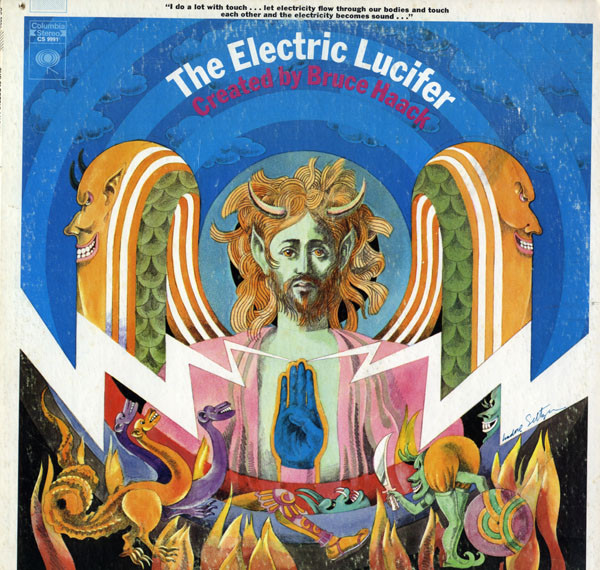 "I do a lot with touch . . . let electricity flow through our bodies and touch
each other and the electricity becomes sound . . ."
Columbia
Stereo
CS 9991
The Electric Lucifer
Created by Bruce Haack